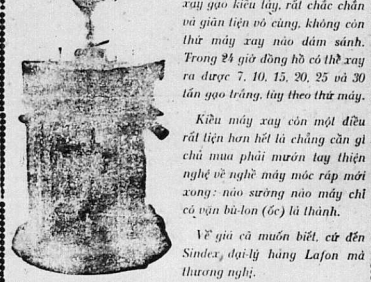 xay gạo kiểu tây, rất chắc chắn
và giản tiện vô cùng, không còn
thứ máy xay nào dám sánh.
Trong 24 giờ đồng hồ có thể xay
ra được 7, 10, 15, 20, 25 và 30
tấn gạo trắng, tùy theo thứ máy.
Kiểu máy xay còn một điều
rất tiện hơn hết là chẳng cần gì
chủ mua phải mướn tay thiện
nghệ về nghề máy móc ráp mới
xong: nào sường nào máy chỉ
có vặn bù-lon (ốc) là thành.
Về giá cả muốn biết, cứ đến
Sindex, đại-lý hãng Lafon mà
thương nghị.